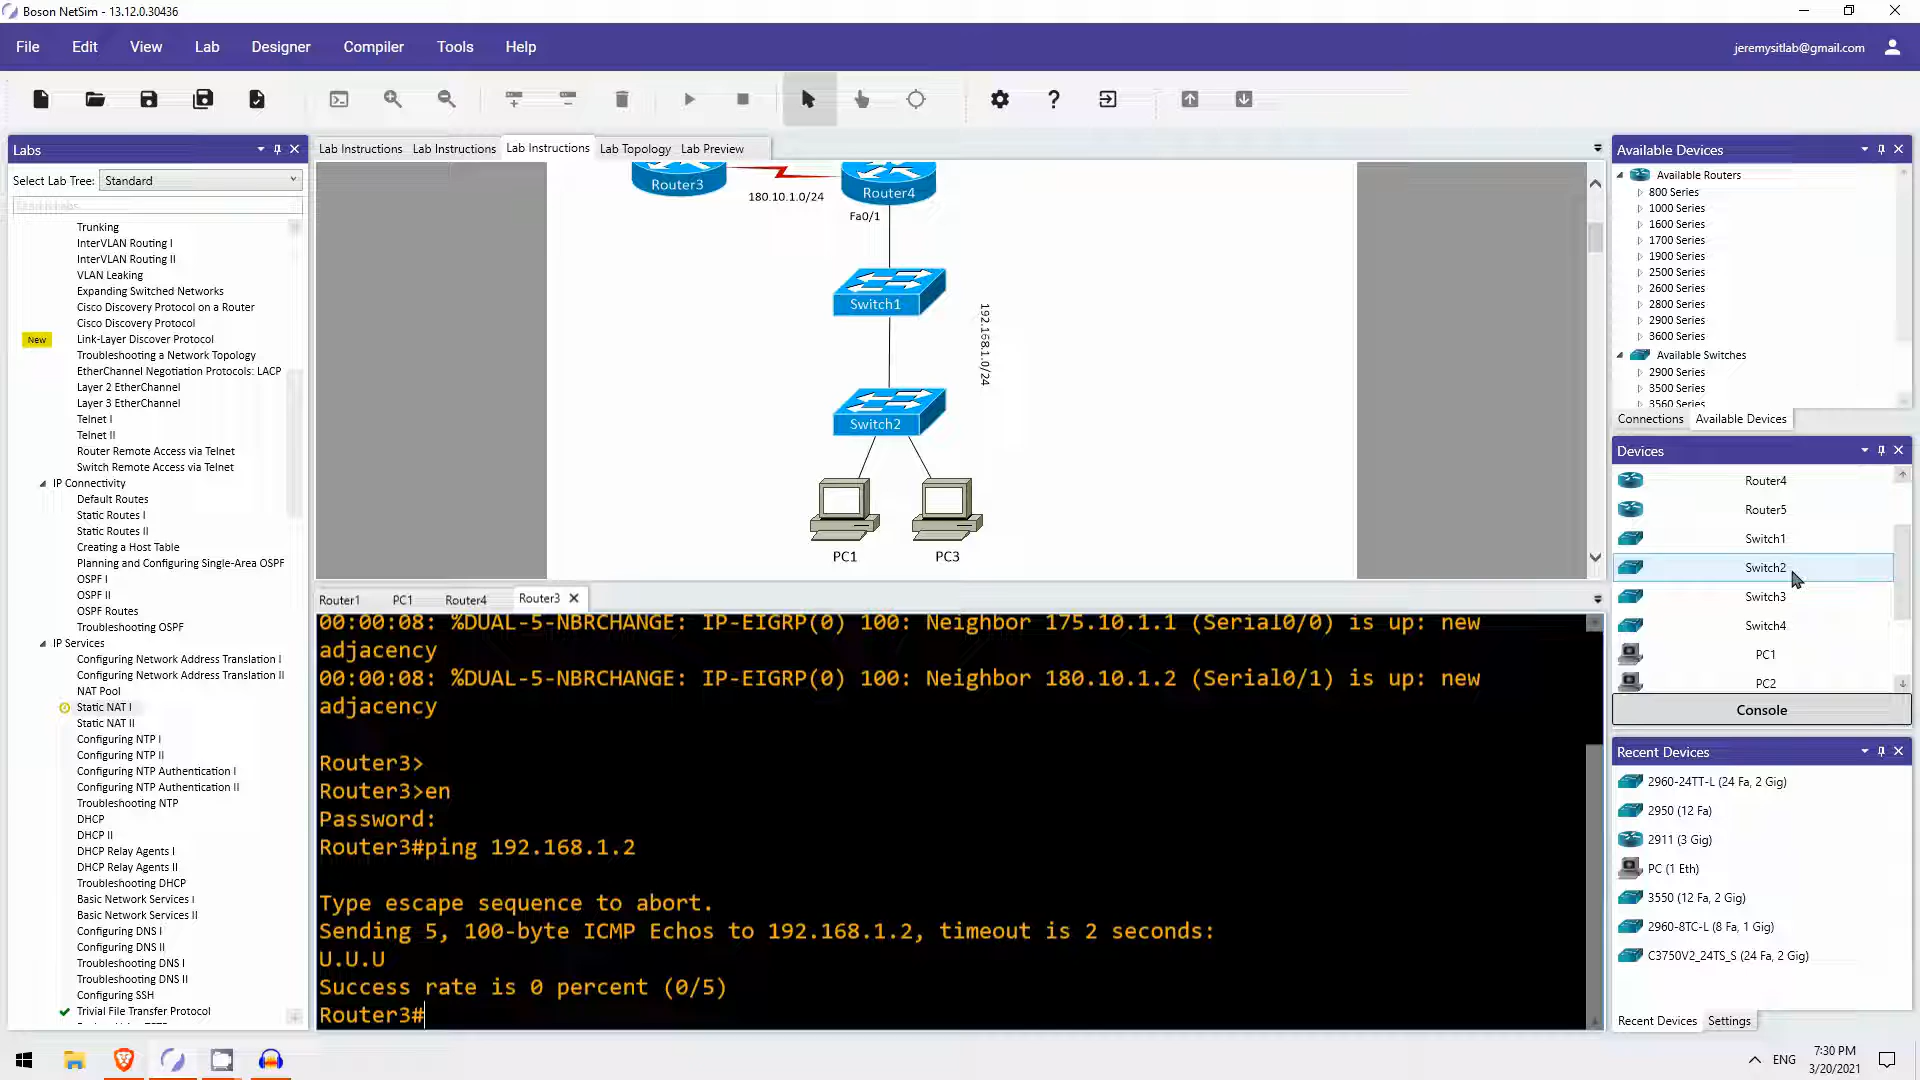 Boson NetSim - 13.12.0.30436
File Edit View Lab Designer Compiler Tools Help
jeremysitlab@gmail.com
Labs
Select Lab Tree: Standard
Trunking
InterVLAN Routing I
InterVLAN Routing II
VLAN Leaking
Expanding Switched Networks
Cisco Discovery Protocol on a Router
Cisco Discovery Protocol
New Link-Layer Discover Protocol
Troubleshooting a Network Topology
EtherChannel Negotiation Protocols: LACP
Layer 2 EtherChannel
Layer 3 EtherChannel
Telnet I
Telnet II
Router Remote Access via Telnet
Switch Remote Access via Telnet
IP Connectivity
Default Routes
Static Routes I
Static Routes II
Creating a Host Table
Planning and Configuring Single-Area OSPF
OSPF I
OSPF II
OSPF Routes
Troubleshooting OSPF
IP Services
Configuring Network Address Translation I
Configuring Network Address Translation II
NAT Pool
Static NAT I
Static NAT II
Configuring NTP I
Configuring NTP II
Configuring NTP Authentication I
Configuring NTP Authentication II
Troubleshooting NTP
DHCP
DHCP II
DHCP Relay Agents I
DHCP Relay Agents II
Troubleshooting DHCP
Basic Network Services I
Basic Network Services II
Configuring DNS I
Configuring DNS II
Troubleshooting DNS I
Troubleshooting DNS II
Configuring SSH
Trivial File Transfer Protocol
Lab Instructions Lab Instructions Lab Instructions Lab Topology Lab Preview
Router3
180.10.1.0/24
Router4
Fa0/1
Switch1
192.168.1.0/24
Switch2
PC1
PC3
Router1 PC1 Router4 Router3
00:00:08: %DUAL-5-NBRCHANGE: IP-EIGRP(0) 100: Neighbor 175.10.1.1 (Serial0/0) is up: new
adjacency
00:00:08: %DUAL-5-NBRCHANGE: IP-EIGRP(0) 100: Neighbor 180.10.1.2 (Serial0/1) is up: new
adjacency
Router3>
Router3>en
Password:
Router3#ping 192.168.1.2
Type escape sequence to abort.
Sending 5, 100-byte ICMP Echos to 192.168.1.2, timeout is 2 seconds:
U.U.U
Success rate is 0 percent (0/5)
Router3#
Available Devices
Available Routers
800 Series
1000 Series
1600 Series
1700 Series
1900 Series
2500 Series
2600 Series
2800 Series
2900 Series
3600 Series
Available Switches
2900 Series
3500 Series
3560 Series
Connections Available Devices
Devices
Router4
Router5
Switch1
Switch2
Switch3
Switch4
PC1
PC2
Console
Recent Devices
2960-24TT-L (24 Fa, 2 Gig)
2950 (12 Fa)
2911 (3 Gig)
PC (1 Eth)
3550 (12 Fa, 2 Gig)
2960-8TC-L (8 Fa, 1 Gig)
C3750V2_24TS_S (24 Fa, 2 Gig)
Recent Devices Settings
ENG
7:30 PM
3/20/2021